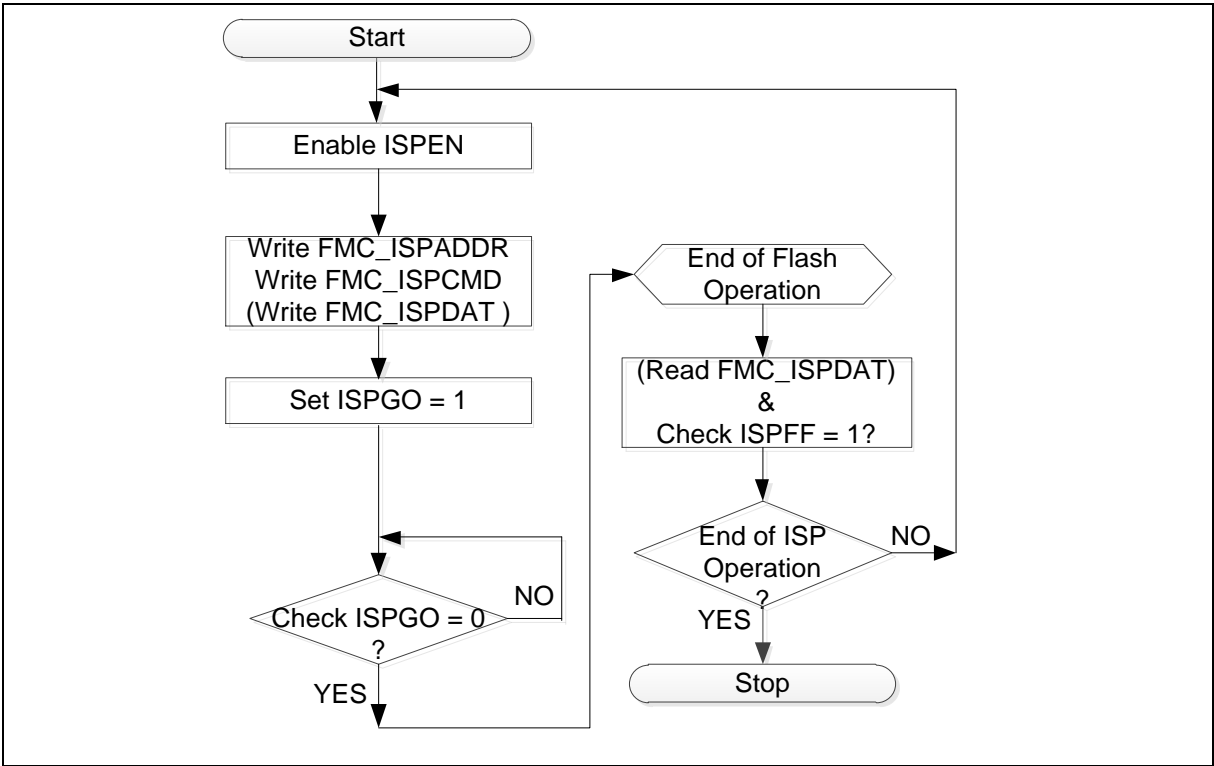 Start
Enable ISPEN
Write FMC_ISPADDR
Write FMC_ISPCMD
(Write FMC_ISPDAT )
Set ISPGO = 1
Check ISPGO = 0
?
NO
YES
End of Flash
Operation
(Read FMC_ISPDAT)
&
Check ISPFF = 1?
End of ISP
Operation
?
NO
YES
Stop